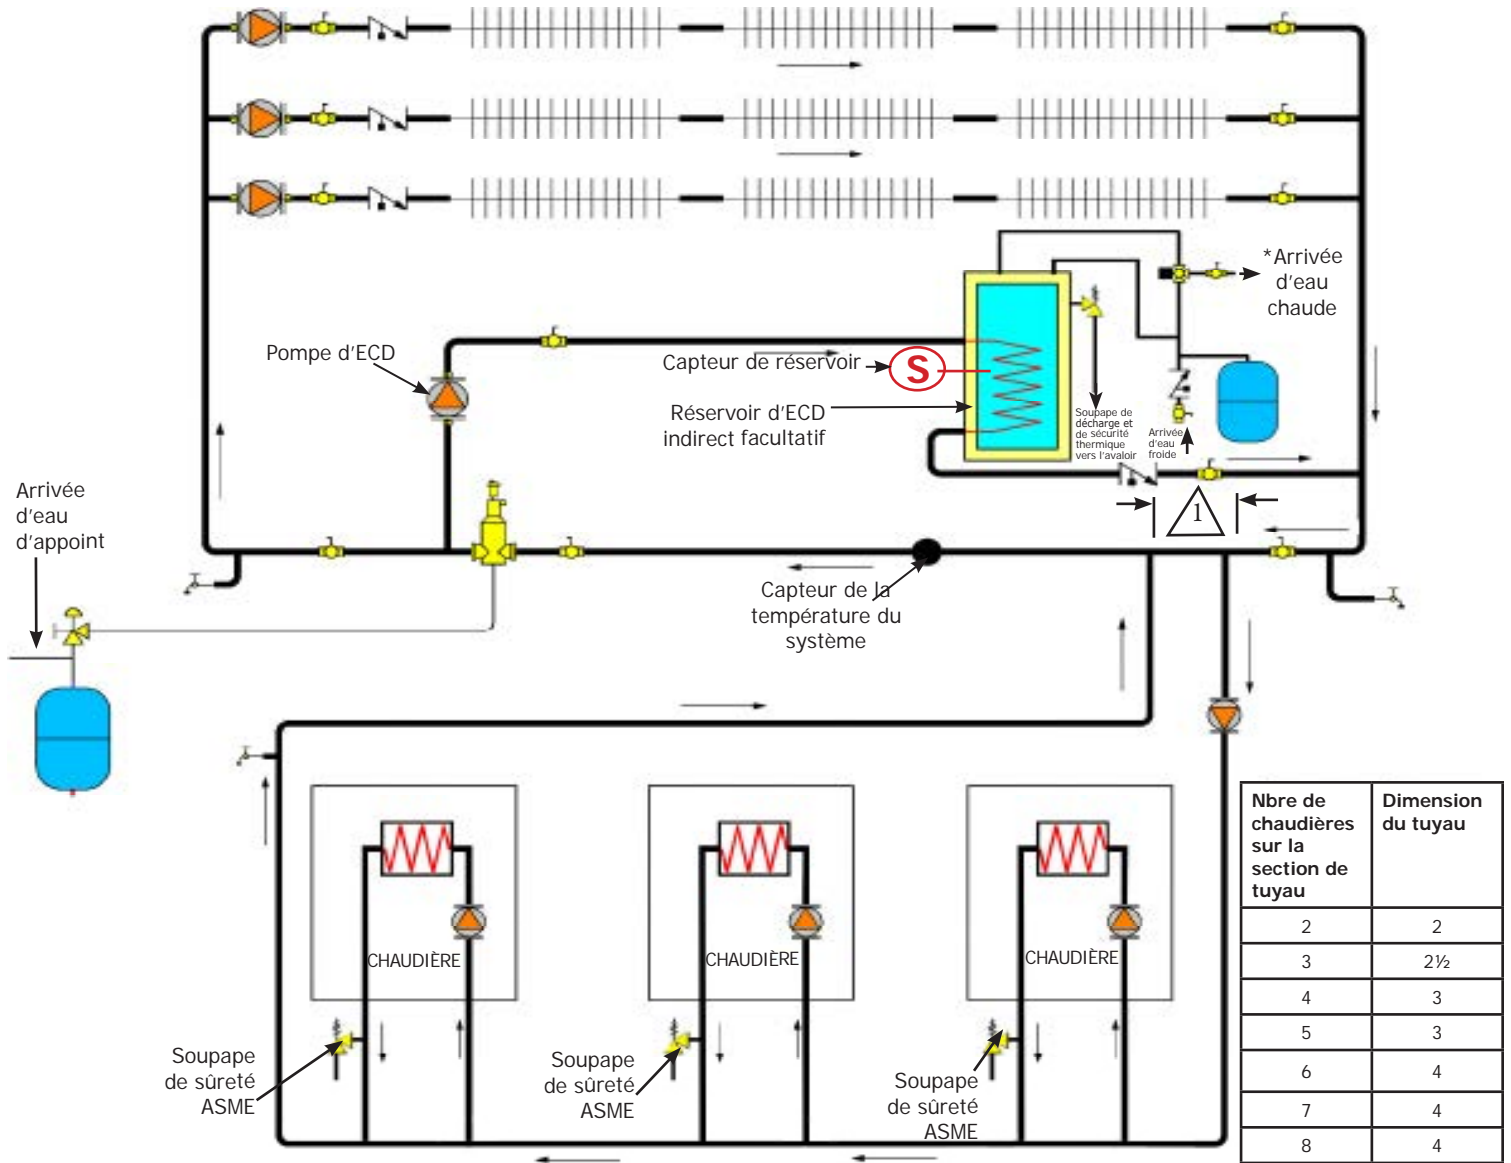 *Arrivée
d'eau
chaude
Pompe d'ECD
Capteur de réservoir
S
Réservoir d'ECD
indirect facultatif
Soupape de
décharge et
de sécurité
thermique
vers l'avaloir
Arrivée
d'eau
froide
1
Arrivée
d'eau
d'appoint
Capteur de la
température du
système
CHAUDIÈRE
CHAUDIÈRE
CHAUDIÈRE
Soupape
de sûreté
ASME
Soupape
de sûreté
ASME
Soupape
de sûreté
ASME
Nbre de
chaudières
sur la
section de
tuyau
Dimension
du tuyau
2 2
3 2½
4 3
5 3
6 4
7 4
8 4